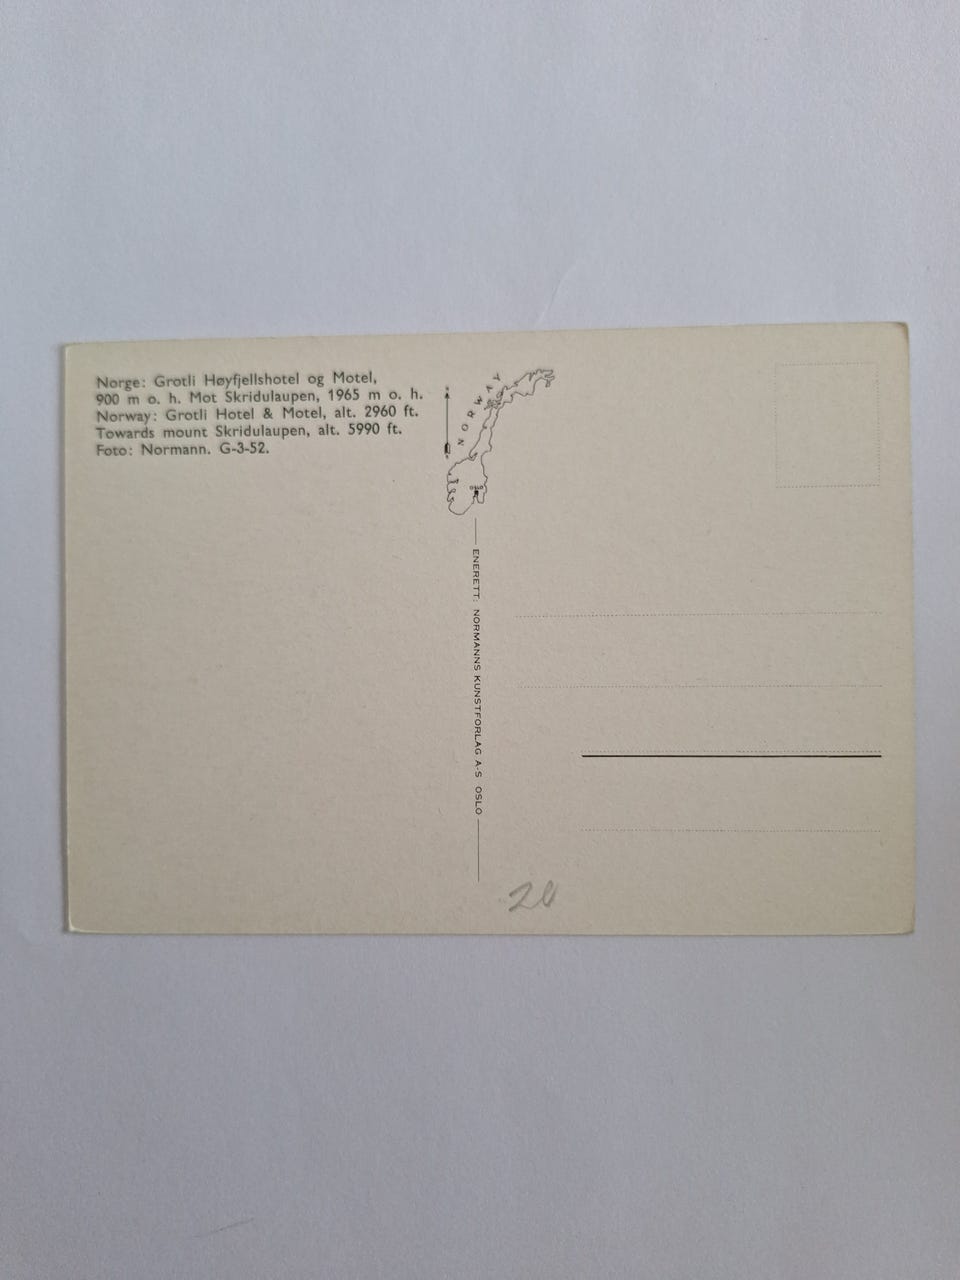 Norge: Grotli Høyfjellshotel og Motel,
900 m o. h. Mot Skridulaupen, 1965 m o. h.
Norway: Grotli Hotel & Motel, alt. 2960 ft.
Towards mount Skridulaupen, alt. 5990 ft.
Foto: Normann. G-3-52.
NORWAY
OSLO
ENERETT: NORMANNS KUNSTFORLAG A-S OSLO
20